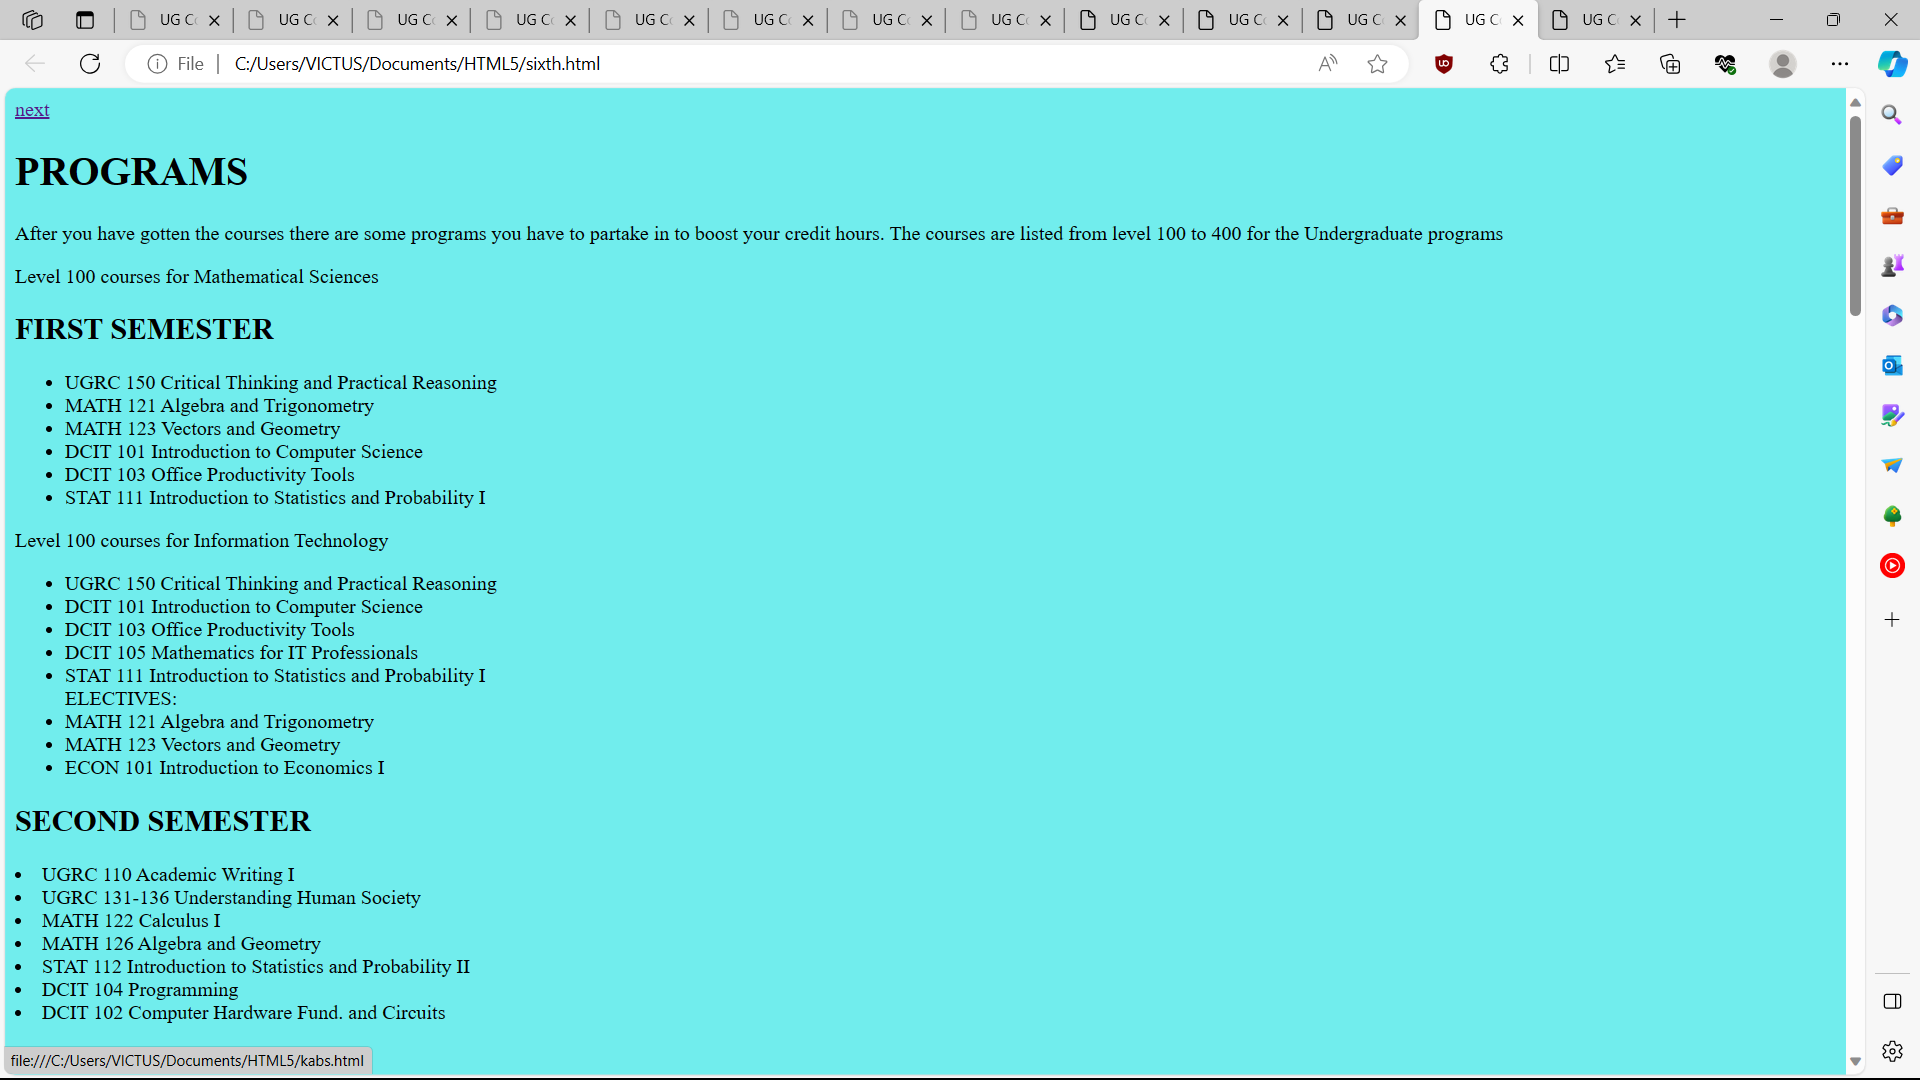 UG C
UG C
UG C
UG C
UG C
UG C
UG C
UG C
UG C
UG C
UG C
UG C
UG C
File
C:/Users/VICTUS/Documents/HTML5/sixth.html
next
PROGRAMS
After you have gotten the courses there are some programs you have to partake in to boost your credit hours. The courses are listed from level 100 to 400 for the Undergraduate programs
Level 100 courses for Mathematical Sciences
FIRST SEMESTER
• UGRC 150 Critical Thinking and Practical Reasoning
• MATH 121 Algebra and Trigonometry
• MATH 123 Vectors and Geometry
• DCIT 101 Introduction to Computer Science
• DCIT 103 Office Productivity Tools
• STAT 111 Introduction to Statistics and Probability I
Level 100 courses for Information Technology
• UGRC 150 Critical Thinking and Practical Reasoning
• DCIT 101 Introduction to Computer Science
• DCIT 103 Office Productivity Tools
• DCIT 105 Mathematics for IT Professionals
• STAT 111 Introduction to Statistics and Probability I
ELECTIVES:
• MATH 121 Algebra and Trigonometry
• MATH 123 Vectors and Geometry
• ECON 101 Introduction to Economics I
SECOND SEMESTER
• UGRC 110 Academic Writing I
• UGRC 131-136 Understanding Human Society
• MATH 122 Calculus I
• MATH 126 Algebra and Geometry
• STAT 112 Introduction to Statistics and Probability II
• DCIT 104 Programming
• DCIT 102 Computer Hardware Fund. and Circuits
file:///C:/Users/VICTUS/Documents/HTML5/kabs.html